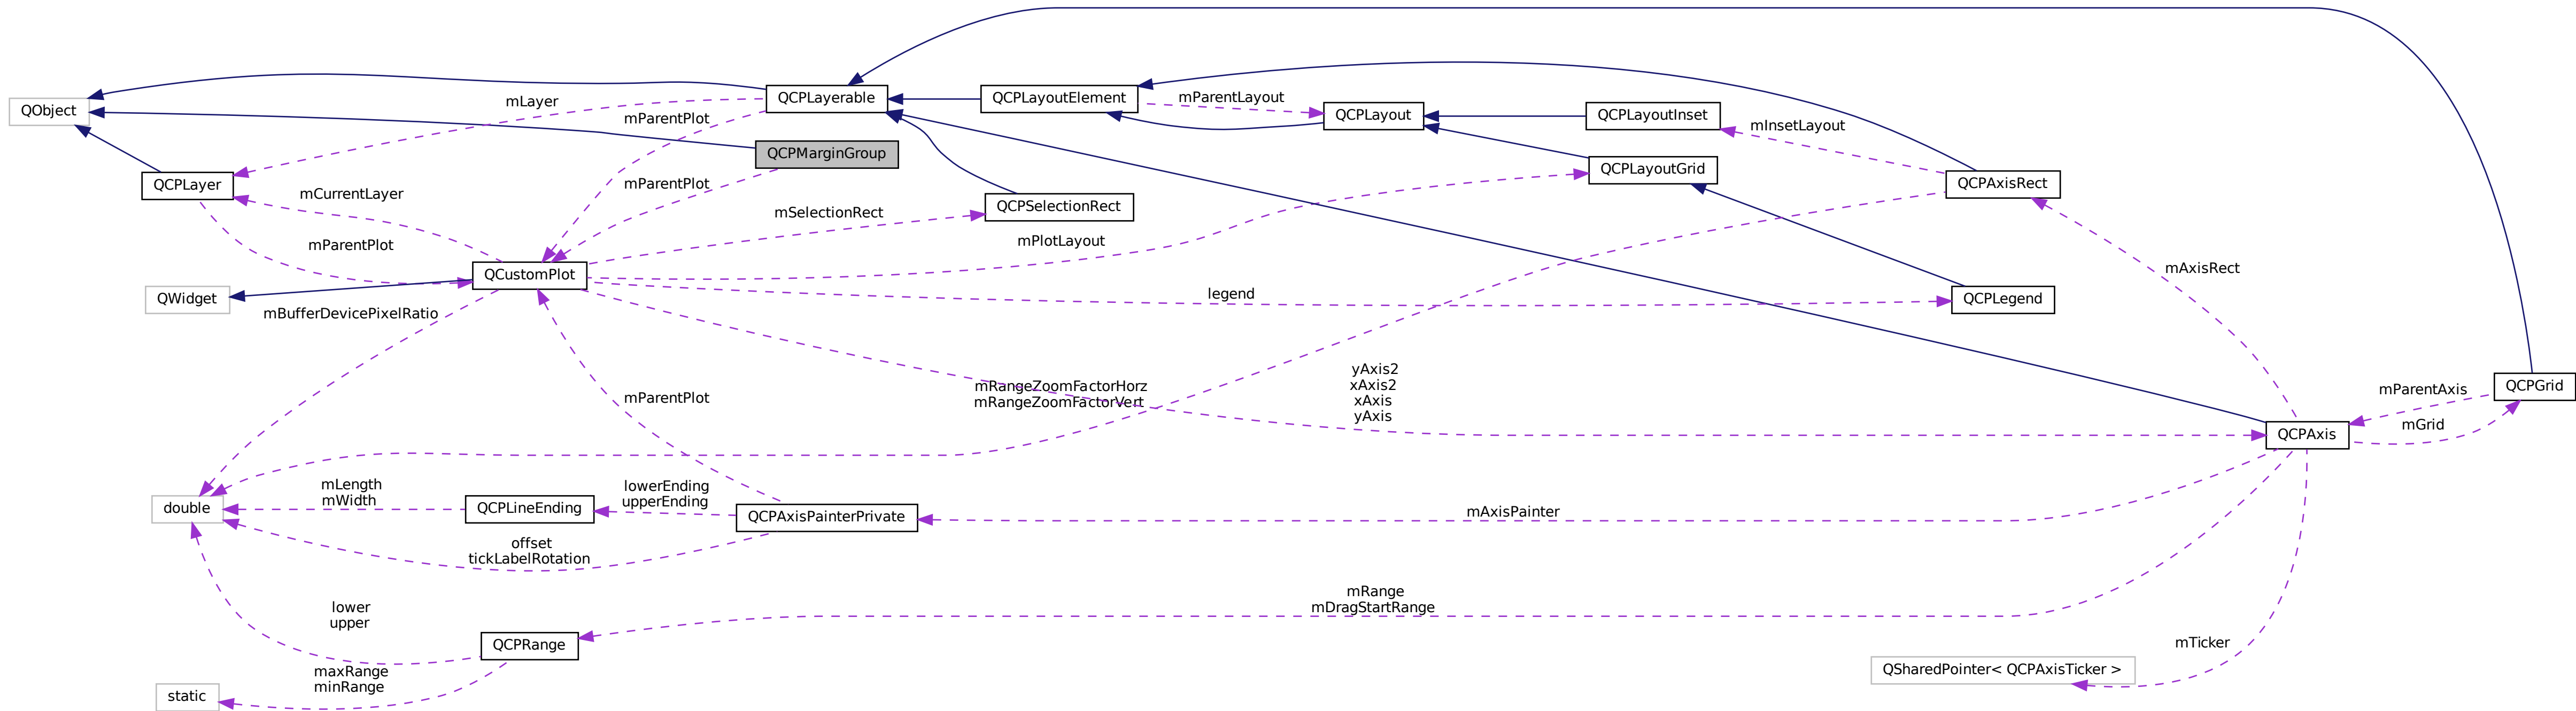 QObject
QCPLayerable
QCPLayoutElement
mLayer
mParentLayout
QCPLayout
QCPLayoutInset
mInsetLayout
mParentPlot
QCPMarginGroup
QCPLayoutGrid
QCPLayer
mCurrentLayer
mParentPlot
QCPAxisRect
QCPSelectionRect
mSelectionRect
mParentPlot
mPlotLayout
QCustomPlot
mAxisRect
QWidget
legend
QCPLegend
mBufferDevicePixelRatio
mRangeZoomFactorHorz
mRangeZoomFactorVert
yAxis2
xAxis2
xAxis
yAxis
mParentPlot
mParentAxis
QCPGrid
mGrid
QCPAxis
mLength
mWidth
lowerEnding
upperEnding
double
QCPLineEnding
QCPAxisPainterPrivate
mAxisPainter
offset
tickLabelRotation
mRange
mDragStartRange
lower
upper
QCPRange
mTicker
maxRange
minRange
QSharedPointer< QCPAxisTicker >
static